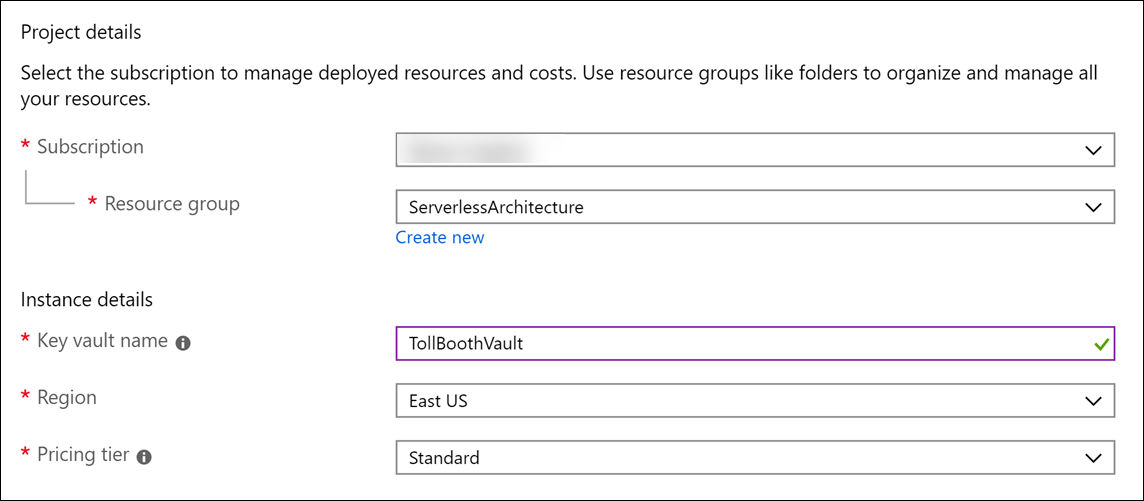 Project details
Select the subscription to manage deployed resources and costs. Use resource groups like folders to organize and manage all
your resources.
* Subscription
* Resource group
ServerlessArchitecture
Create new
Instance details
* Key vault name
TollBoothVault
* Region
East US
* Pricing tier
Standard